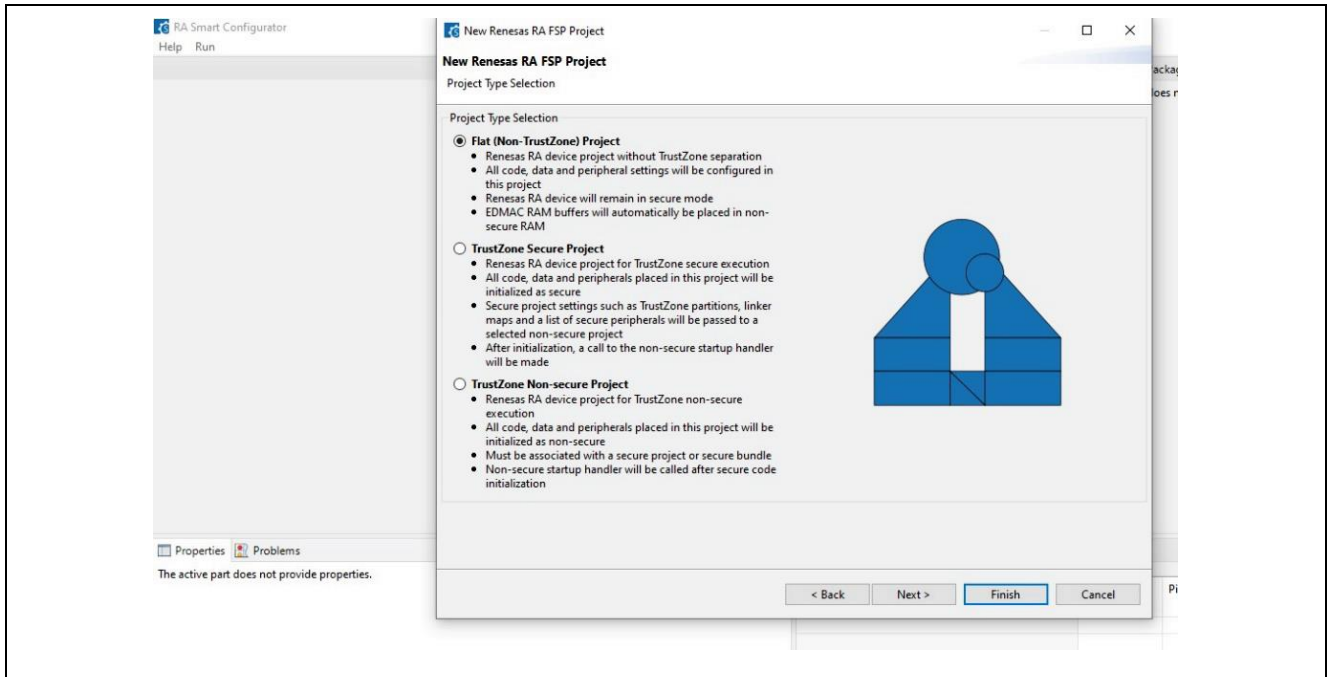 RA Smart Configurator
Help Run
New Renesas RA FSP Project
New Renesas RA FSP Project
Project Type Selection
Project Type Selection
Flat (Non-TrustZone) Project
• Renesas RA device project without TrustZone separation
• All code, data and peripheral settings will be configured in
this project
• Renesas RA device will remain in secure mode
• EDMAC RAM buffers will automatically be placed in non-
secure RAM
TrustZone Secure Project
• Renesas RA device project for TrustZone secure execution
• All code, data and peripherals placed in this project will be
initialized as secure
• Secure project settings such as TrustZone partitions, linker
maps and a list of secure peripherals will be passed to a
selected non-secure project
• After initialization, a call to the non-secure startup handler
will be made
TrustZone Non-secure Project
• Renesas RA device project for TrustZone non-secure
execution
• All code, data and peripherals placed in this project will be
initialized as non-secure
• Must be associated with a secure project or secure bundle
• Non-secure startup handler will be called after secure code
initialization
Properties Problems
The active part does not provide properties.
< Back Next > Finish Cancel